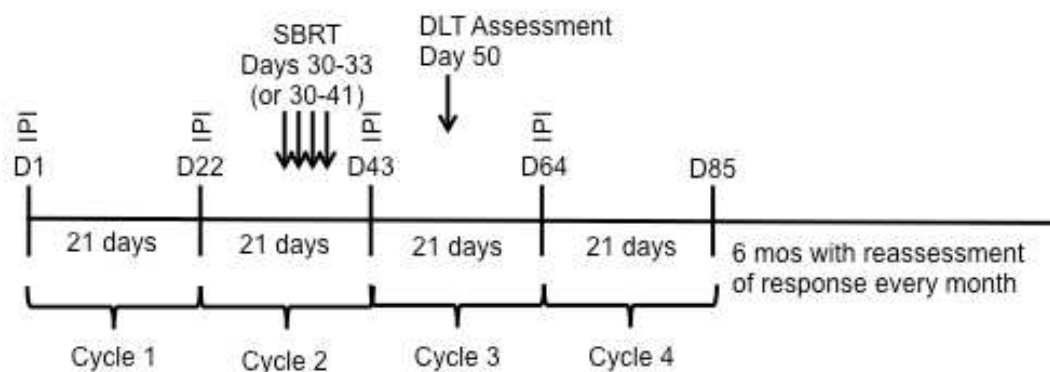 SBRT
Days 30-33
(or 30-41)
DLT Assessment
Day 50
IPI
IPI
IPI
IPI
D1
D22
D43
D64
D85
21 days
21 days
21 days
21 days
6 mos with reassessment
of response every month
Cycle 1
Cycle 2
Cycle 3
Cycle 4